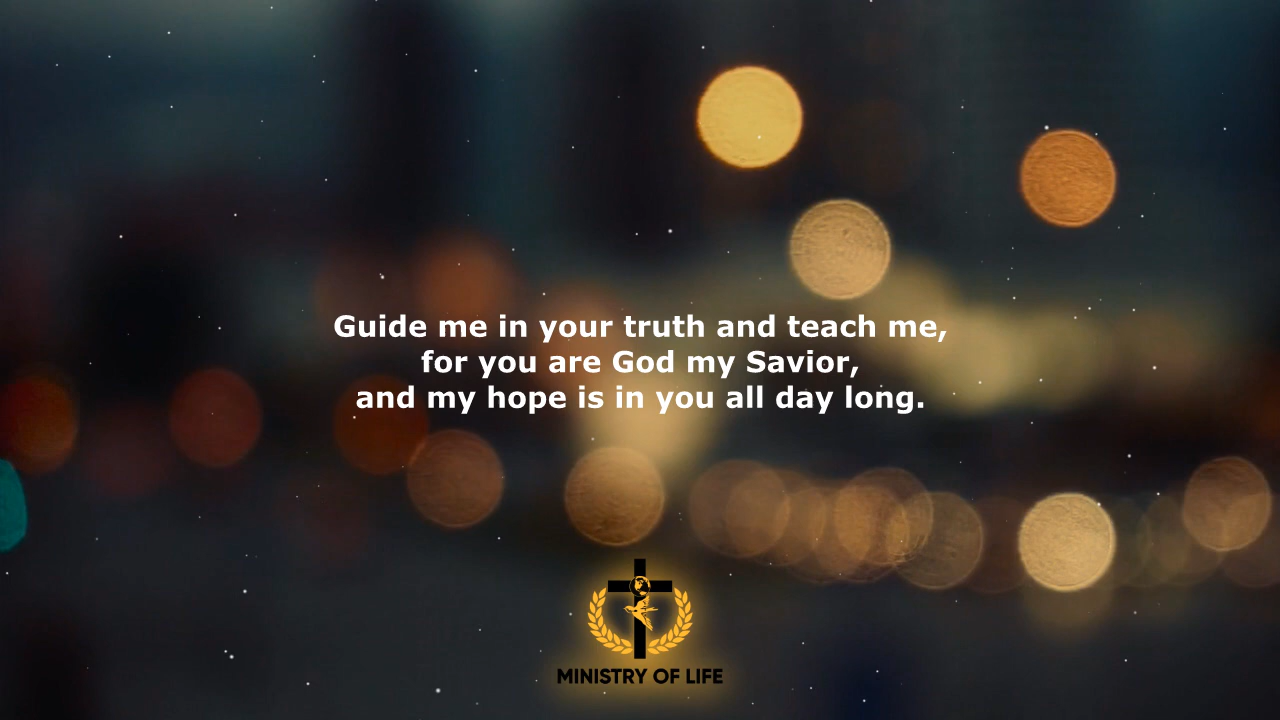 Guide me in your truth and teach me,
for you are God my Savior,
and my hope is in you all day long.
MINISTRY OF LIFE